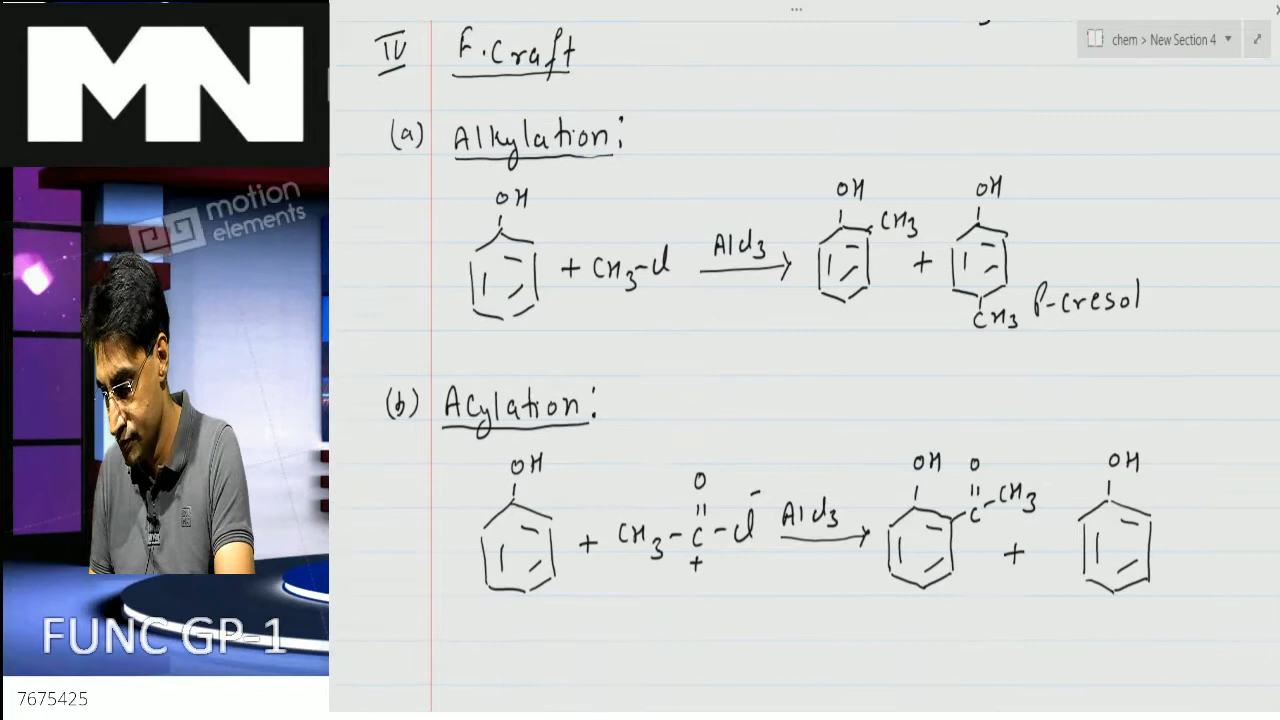 MN
motion
elements
FUNC GP-1
7675425
...
chem > New Section 4
IV F.Craft
(a) Alkylation:
OH OH OH
CH3
+ CH3-Cl AlCl3 +
CH3 P-cresol
(b) Acylation:
OH OH O OH
O CH3
CH3-C-Cl - AlCl3 C
+ + +